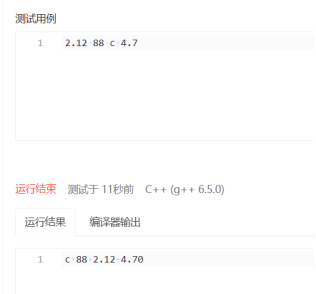 测试用例
1 2.12 88 c 4.7
运行结束 测试于 11秒前 C++ (g++ 6.5.0)
运行结果 编译器输出
1 c 88 2.12 4.70